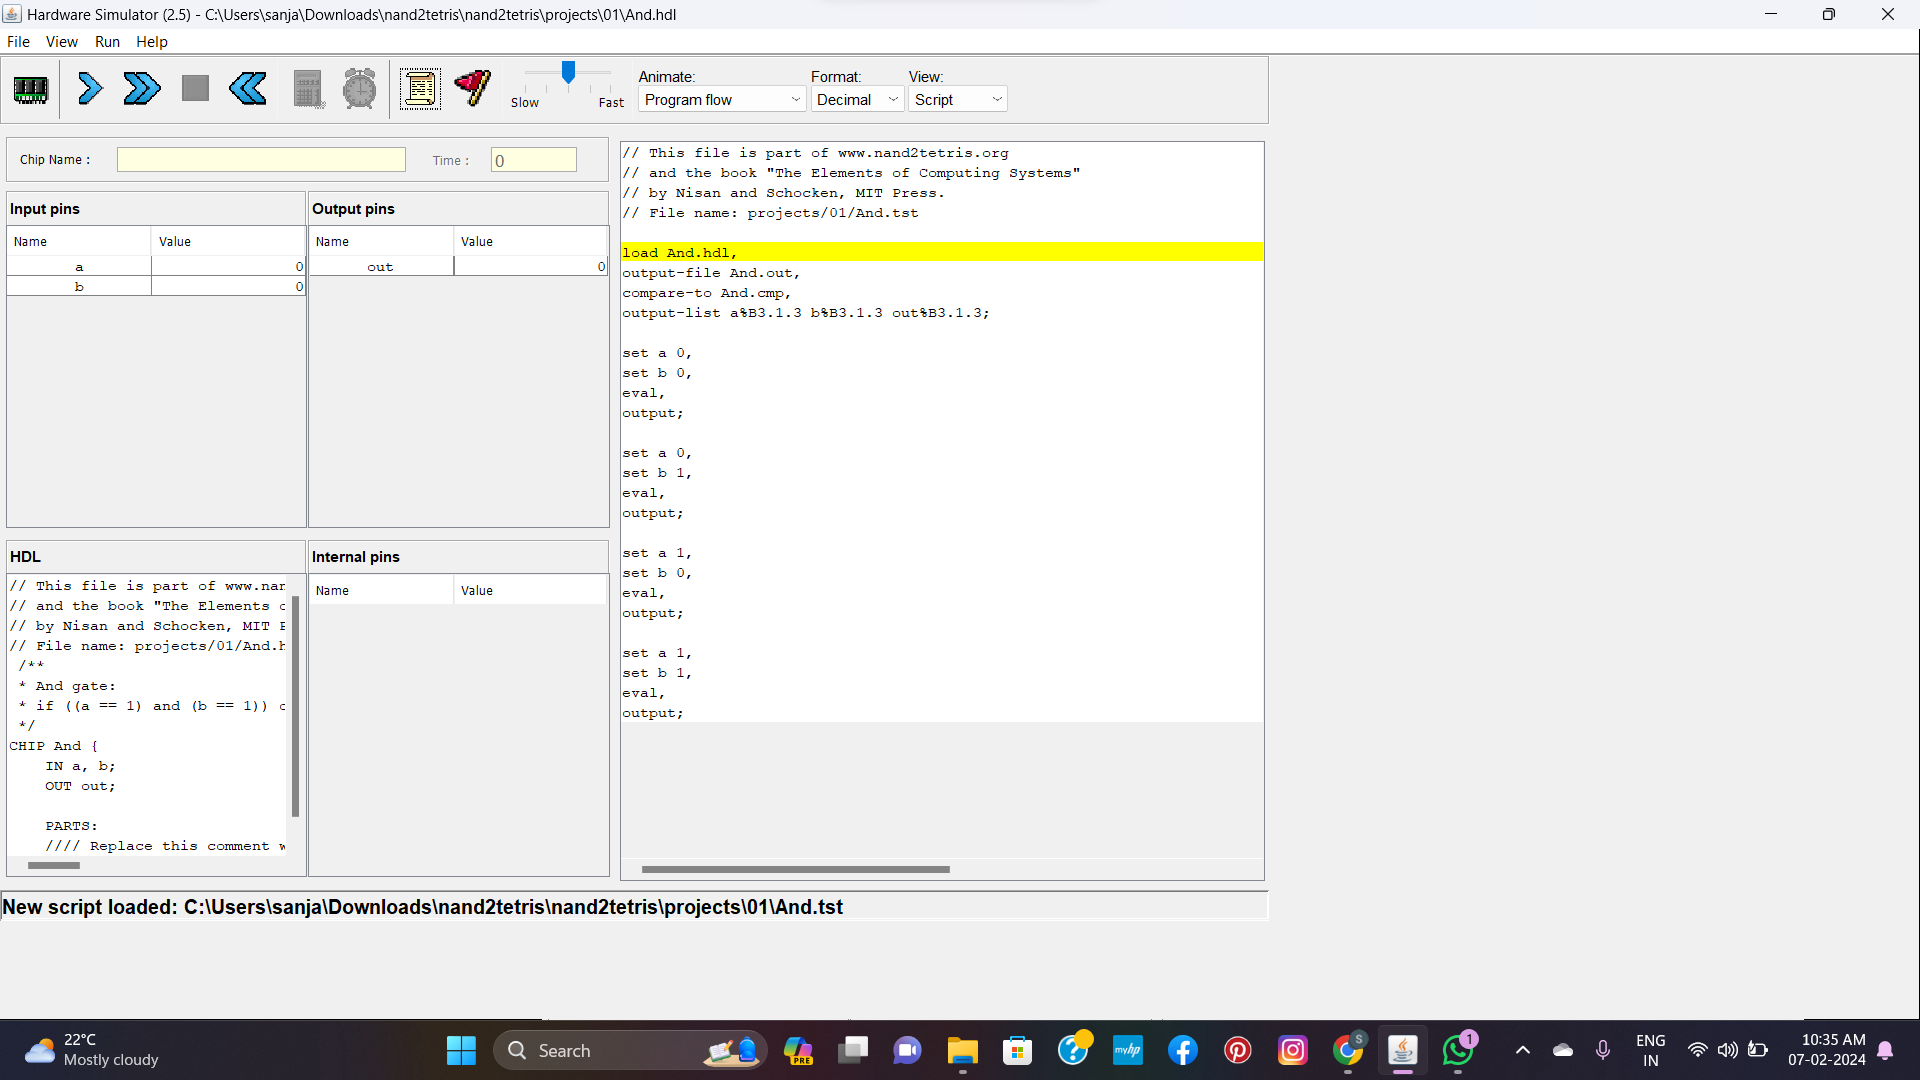 Hardware Simulator (2.5) - C:\Users\sanja\Downloads\nand2tetris\nand2tetris\projects\01\And.hdl
File View Run Help
Slow Fast
Animate: Format: View:
Program flow Decimal Script
Chip Name : Time : 0
Input pins
Name Value
a 0
b 0
Output pins
Name Value
out 0
HDL
// This file is part of www.nan
// and the book "The Elements o
// by Nisan and Schocken, MIT P
// File name: projects/01/And.h
/**
* And gate:
* if ((a == 1) and (b == 1)) o
*/
CHIP And {
IN a, b;
OUT out;
PARTS:
//// Replace this comment w
Internal pins
Name Value
// This file is part of www.nand2tetris.org
// and the book "The Elements of Computing Systems"
// by Nisan and Schocken, MIT Press.
// File name: projects/01/And.tst
load And.hdl,
output-file And.out,
compare-to And.cmp,
output-list a%B3.1.3 b%B3.1.3 out%B3.1.3;
set a 0,
set b 0,
eval,
output;
set a 0,
set b 1,
eval,
output;
set a 1,
set b 0,
eval,
output;
set a 1,
set b 1,
eval,
output;
New script loaded: C:\Users\sanja\Downloads\nand2tetris\nand2tetris\projects\01\And.tst
22°C
Mostly cloudy
Search
PRE
myhp
S
1
ENG
IN
10:35 AM
07-02-2024